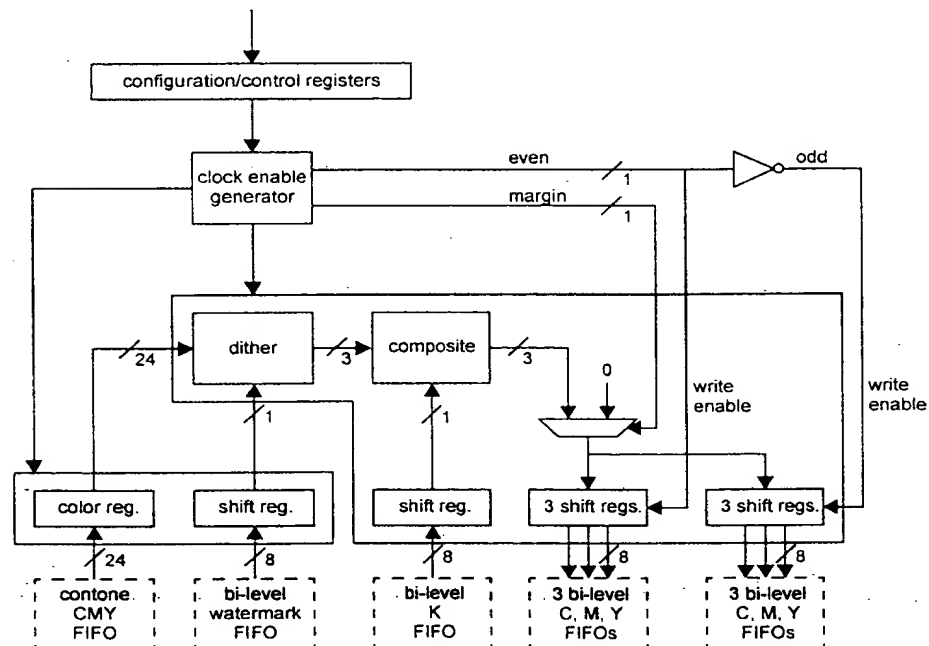 configuration/control registers
clock enable
generator
even
1
margin
1
odd
dither
composite
24
3
3
0
1
1
write
enable
write
enable
color reg.
shift reg.
shift reg.
3 shift regs.
3 shift regs.
24
8
8
8
8
contone
CMY
FIFO
bi-level
watermark
FIFO
bi-level
K
FIFO
3 bi-level
C, M, Y
FIFOs
3 bi-level
C, M, Y
FIFOs